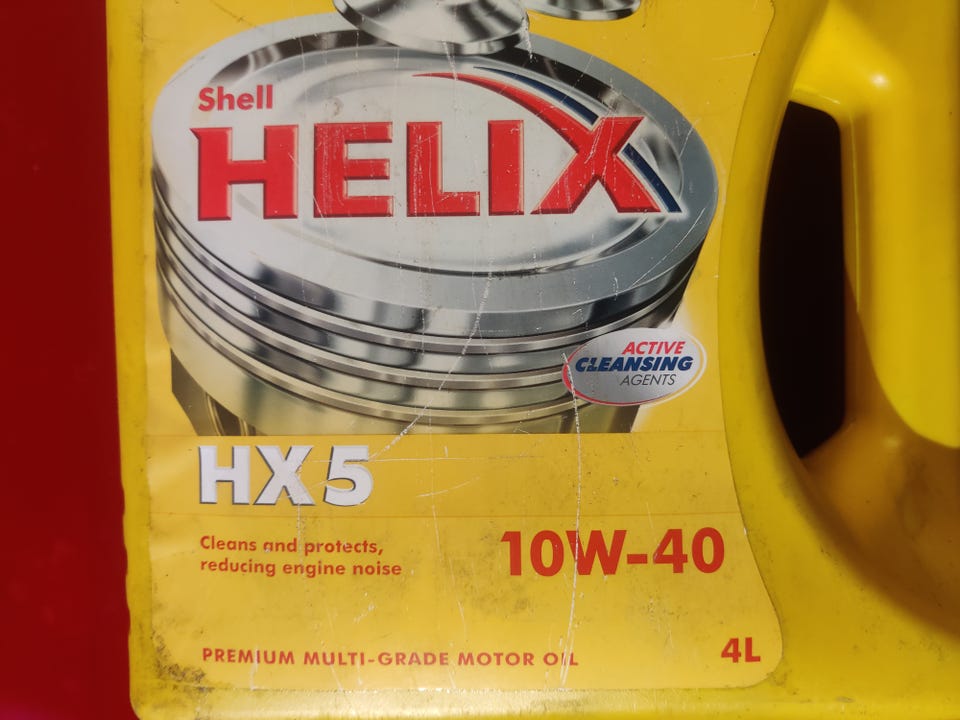 Shell
HELIX
ACTIVE
CLEANSING
AGENTS
HX5
Cleans and protects,
reducing engine noise
10W-40
PREMIUM MULTI-GRADE MOTOR OIL
4L